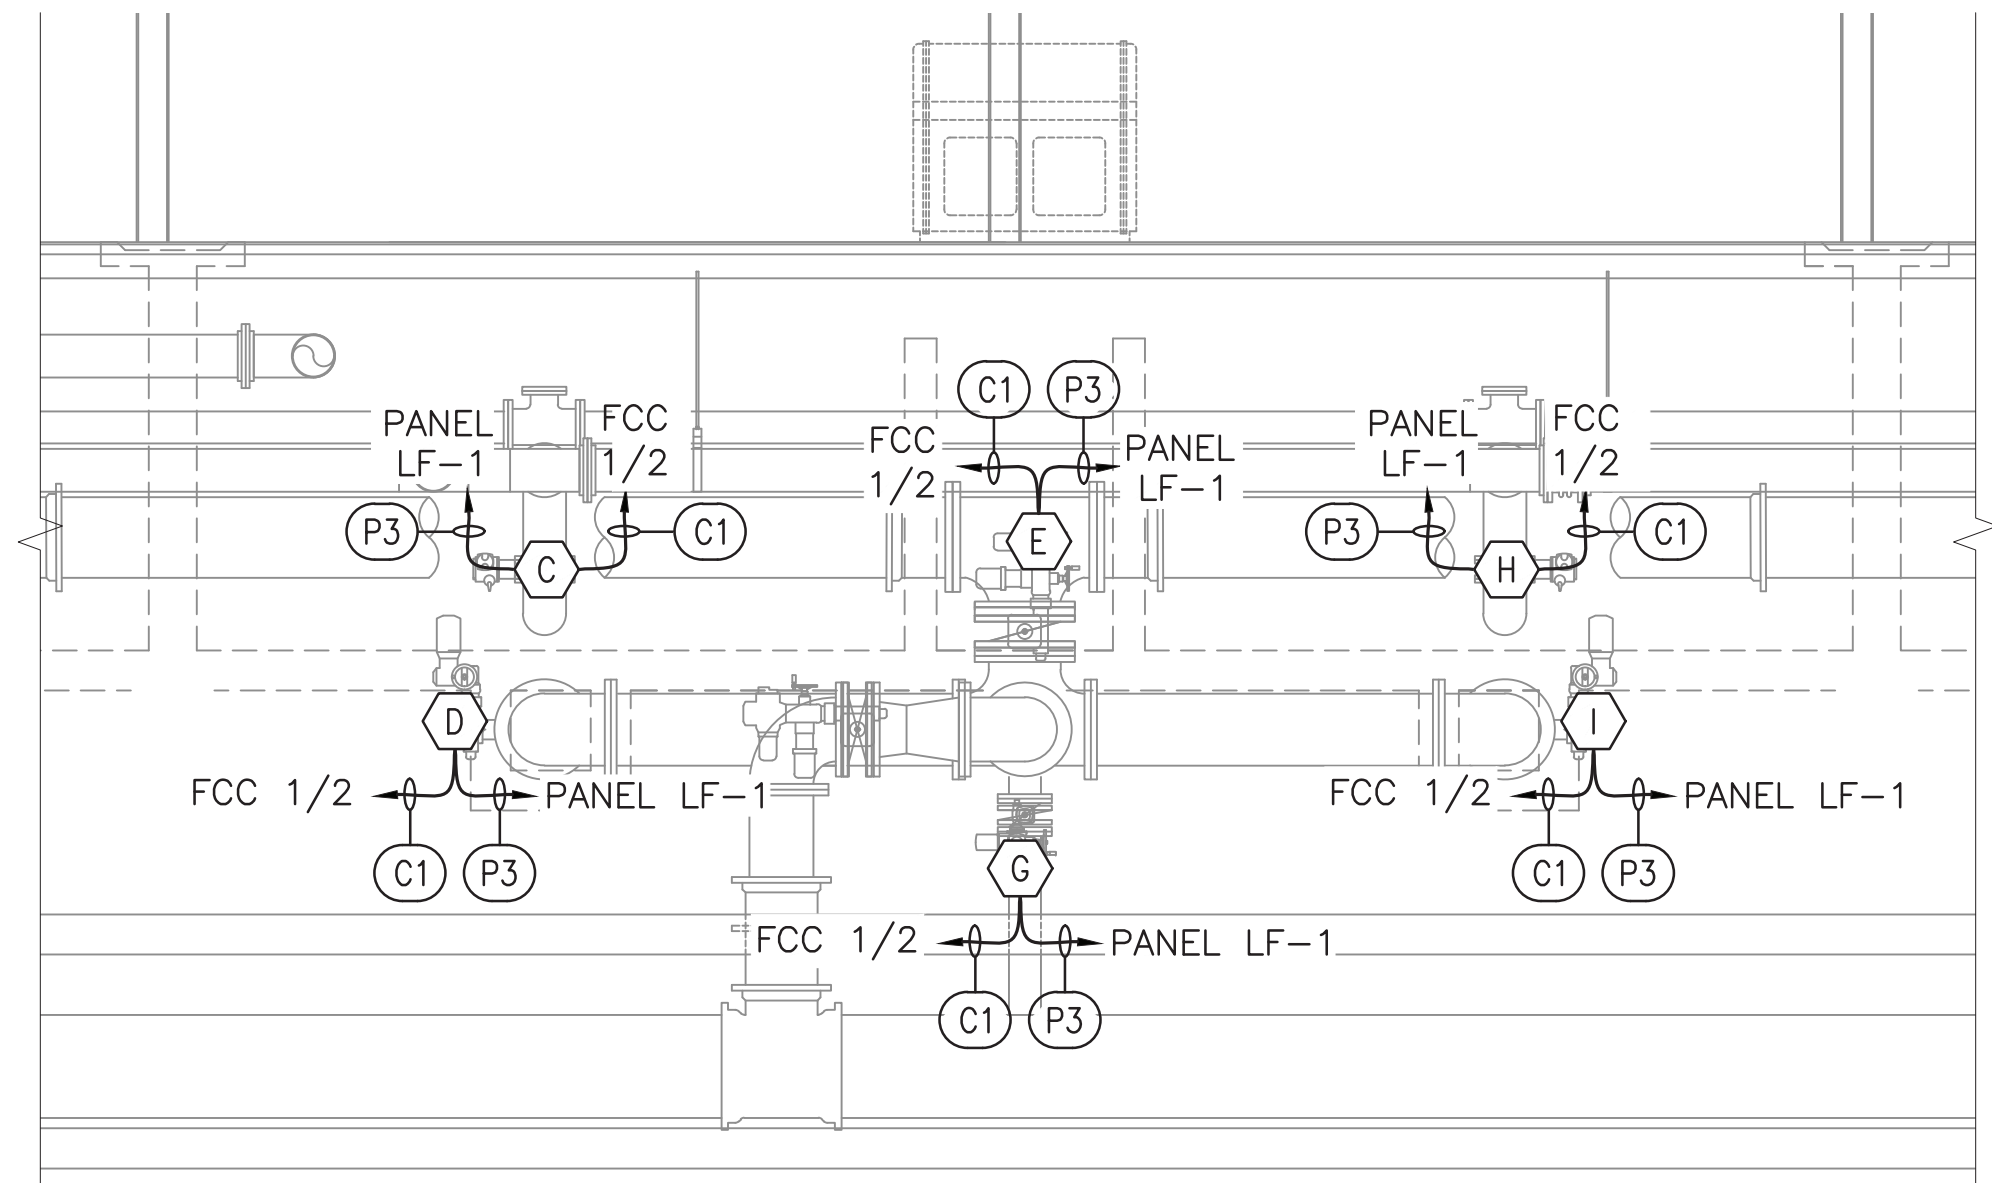 C1 P3
PANEL
LF-1
FCC
1/2
FCC
1/2
PANEL
LF-1
PANEL
LF-1
FCC
1/2
P3 C C1
E
P3 H C1
D
I
FCC 1/2 PANEL LF-1
C1 P3
FCC 1/2 PANEL LF-1
C1 P3
G
FCC 1/2 PANEL LF-1
C1 P3